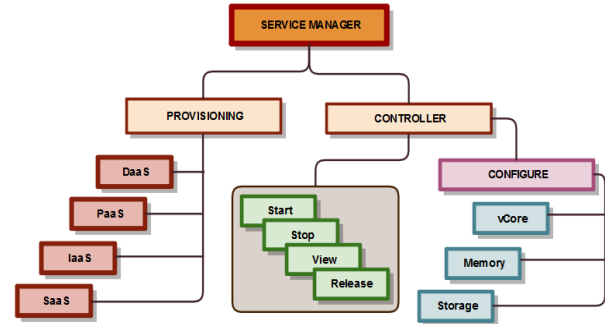 SERVICE MANAGER
PROVISIONING
CONTROLLER
DaaS
PaaS
IaaS
SaaS
Start
Stop
View
Release
CONFIGURE
vCore
Memory
Storage